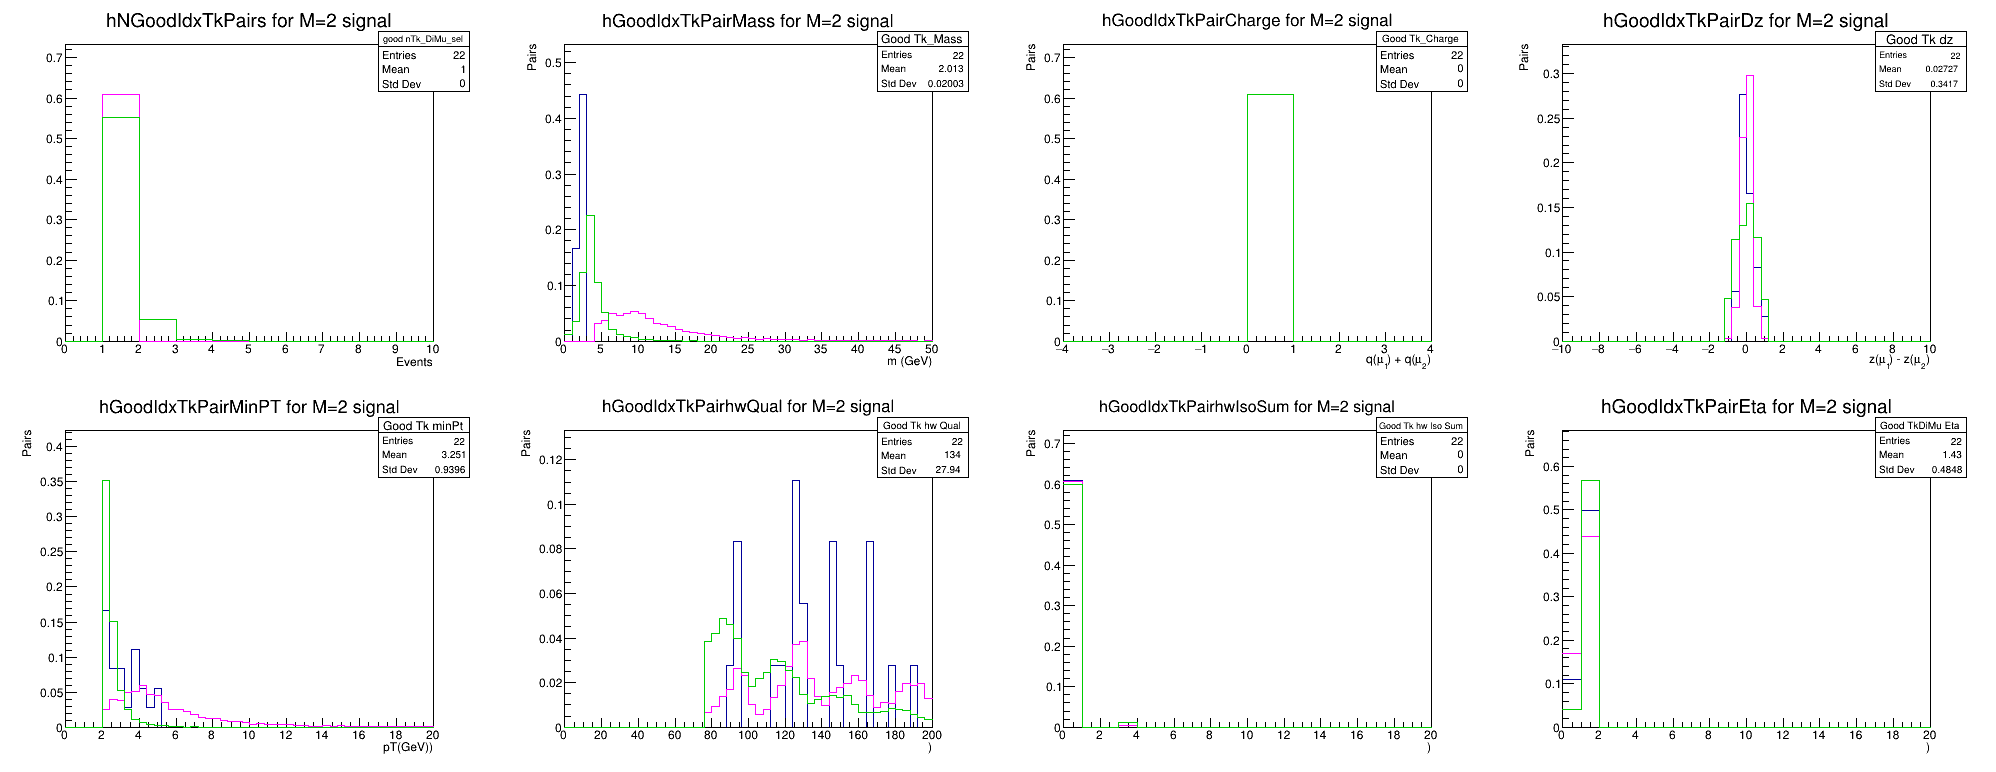 hNGoodIdxTkPairs for M=2 signal
good nTk_DiMu_sel
Entries 22
Mean 1
Std Dev 0
0.7
0.6
0.5
0.4
0.3
0.2
0.1
0
0 1 2 3 4 5 6 7 8 9 10
Events
hGoodIdxTkPairMass for M=2 signal
Good Tk_Mass
Entries 22
Mean 2.013
Std Dev 0.02003
Pairs
0.5
0.4
0.3
0.2
0.1
0
0 5 10 15 20 25 30 35 40 45 50
m (GeV)
hGoodIdxTkPairCharge for M=2 signal
Good Tk_Charge
Entries 22
Mean 0
Std Dev 0
Pairs
0.7
0.6
0.5
0.4
0.3
0.2
0.1
0
−4 −3 −2 −1 0 1 2 3 4
q(μ1) + q(μ2)
hGoodIdxTkPairDz for M=2 signal
Good Tk dz
Entries 22
Mean 0.02727
Std Dev 0.3417
Pairs
0.3
0.25
0.2
0.15
0.1
0.05
0
−10 −8 −6 −4 −2 0 2 4 6 8 10
z(μ1) - z(μ2)
hGoodIdxTkPairMinPT for M=2 signal
Good Tk minPt
Entries 22
Mean 3.251
Std Dev 0.9396
Pairs
0.4
0.35
0.3
0.25
0.2
0.15
0.1
0.05
0
0 2 4 6 8 10 12 14 16 18 20
pT(GeV))
hGoodIdxTkPairhwQual for M=2 signal
Good Tk hw Qual
Entries 22
Mean 134
Std Dev 27.94
Pairs
0.12
0.1
0.08
0.06
0.04
0.02
0
0 20 40 60 80 100 120 140 160 180 200
)
hGoodIdxTkPairhwIsoSum for M=2 signal
Good Tk hw Iso Sum
Entries 22
Mean 0
Std Dev 0
Pairs
0.7
0.6
0.5
0.4
0.3
0.2
0.1
0
0 2 4 6 8 10 12 14 16 18 20
)
hGoodIdxTkPairEta for M=2 signal
Good TkDiMu Eta
Entries 22
Mean 1.43
Std Dev 0.4848
Pairs
0.6
0.5
0.4
0.3
0.2
0.1
0
0 2 4 6 8 10 12 14 16 18 20
)